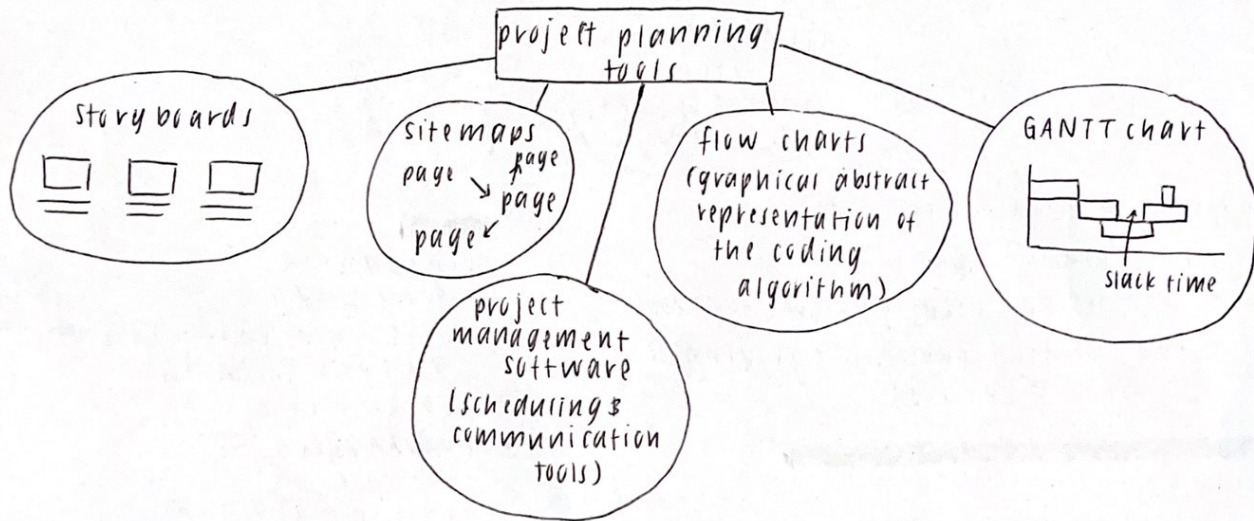 project planning
tools
storyboards
sitemaps
page
page
page
page
flow charts
(graphical abstract
representation of
the coding
algorithm)
GANTT chart
slack time
project
management
software
(scheduling &
communication
tools)